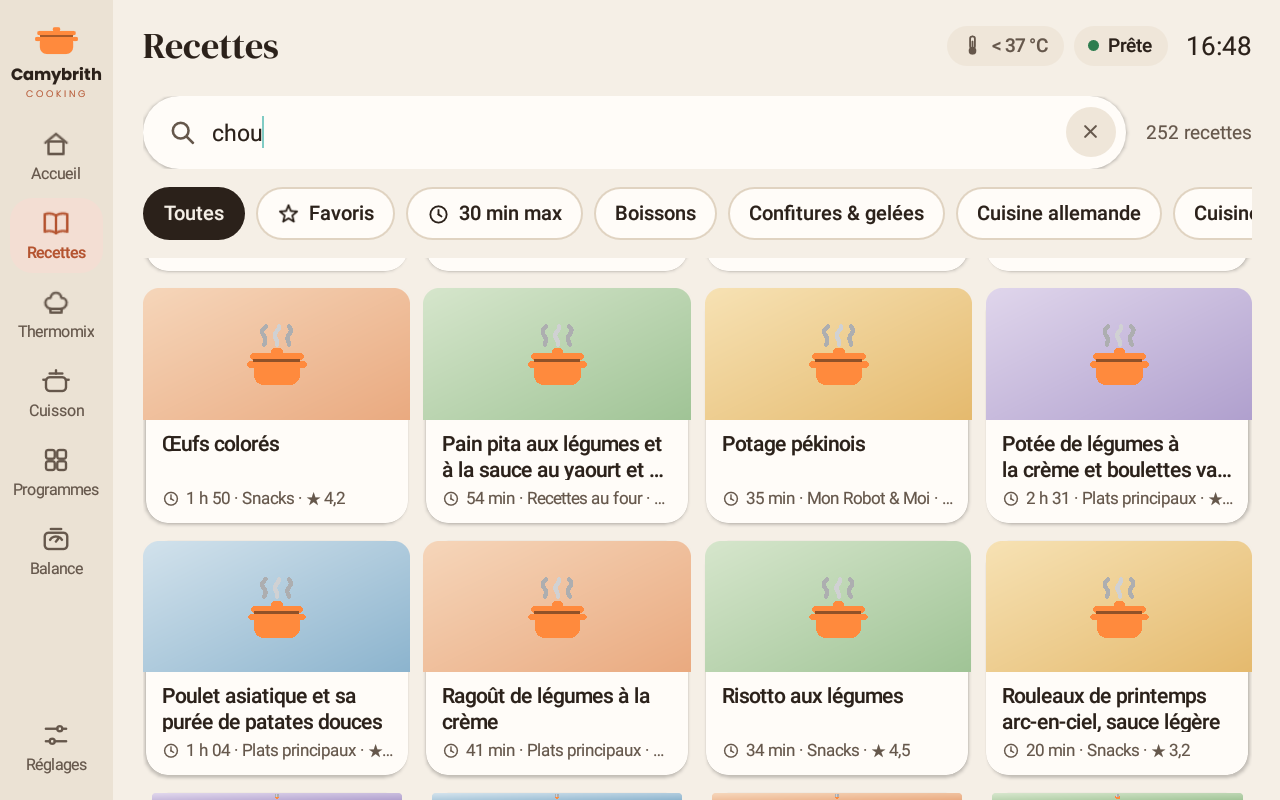 Camybrith
COOKING
Accueil
Recettes
Thermomix
Cuisson
Programmes
Balance
Réglages
Recettes
< 37 °C
Prête
16:48
chou
252 recettes
Toutes
Favoris
30 min max
Boissons
Confitures & gelées
Cuisine allemande
Cuisine
Œufs colorés
1 h 50 · Snacks · ★ 4,2
Pain pita aux légumes et
à la sauce au yaourt et ...
54 min · Recettes au four · ...
Potage pékinois
35 min · Mon Robot & Moi · ...
Potée de légumes à
la crème et boulettes va...
2 h 31 · Plats principaux · ★...
Poulet asiatique et sa
purée de patates douces
1 h 04 · Plats principaux · ★...
Ragoût de légumes à la
crème
41 min · Plats principaux · ...
Risotto aux légumes
34 min · Snacks · ★ 4,5
Rouleaux de printemps
arc-en-ciel, sauce légère
20 min · Snacks · ★ 3,2